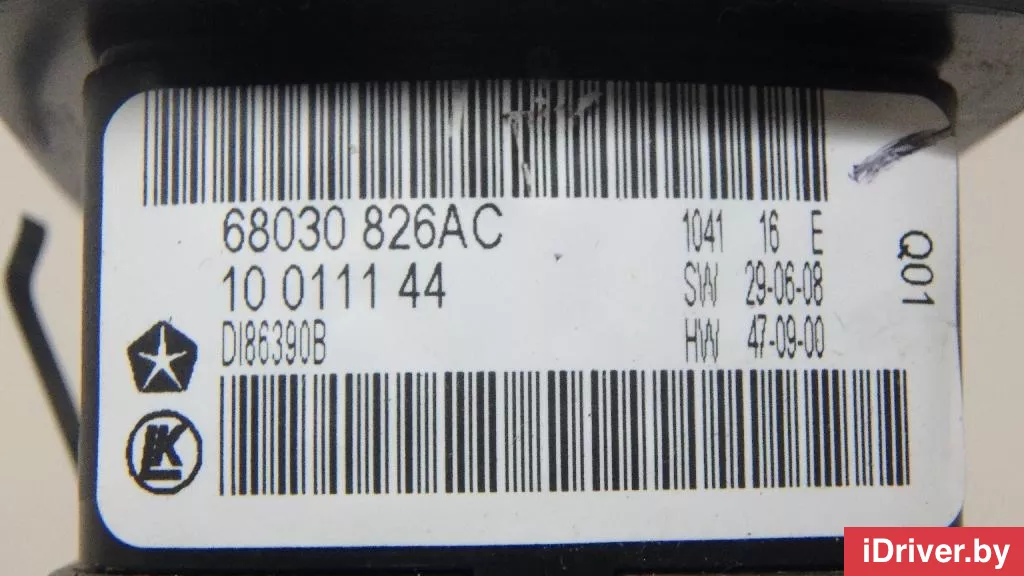 68030 826AC
10 0111 44
DI86390B
1041 16 E
SW 29-06-08
HW 47-09-00
Q01
LK
iDriver.by